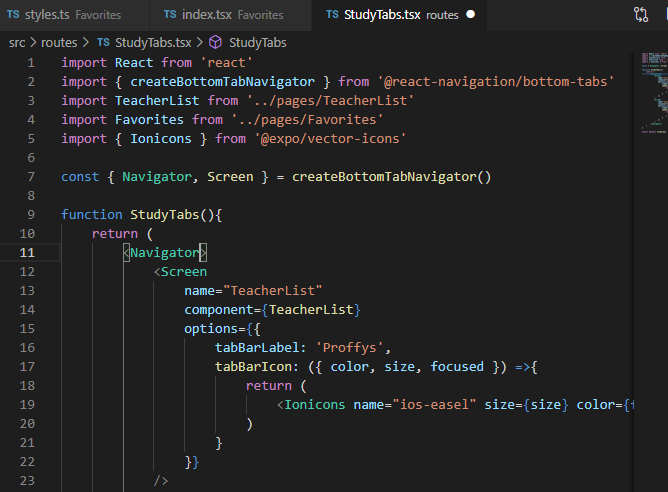 TS styles.ts Favorites TS index.tsx Favorites TS StudyTabs.tsx routes
src > routes > TS StudyTabs.tsx > StudyTabs
1 import React from 'react'
2 import { createBottomTabNavigator } from '@react-navigation/bottom-tabs'
3 import TeacherList from '../pages/TeacherList'
4 import Favorites from '../pages/Favorites'
5 import { Ionicons } from '@expo/vector-icons'
6
7 const { Navigator, Screen } = createBottomTabNavigator()
8
9 function StudyTabs(){
10 return (
11 <Navigator>
12 <Screen
13 name="TeacherList"
14 component={TeacherList}
15 options={{
16 tabBarLabel: 'Proffys',
17 tabBarIcon: ({ color, size, focused }) =>{
18 return (
19 <Ionicons name="ios-easel" size={size} color={
20 )
21 }
22 }}
23 />